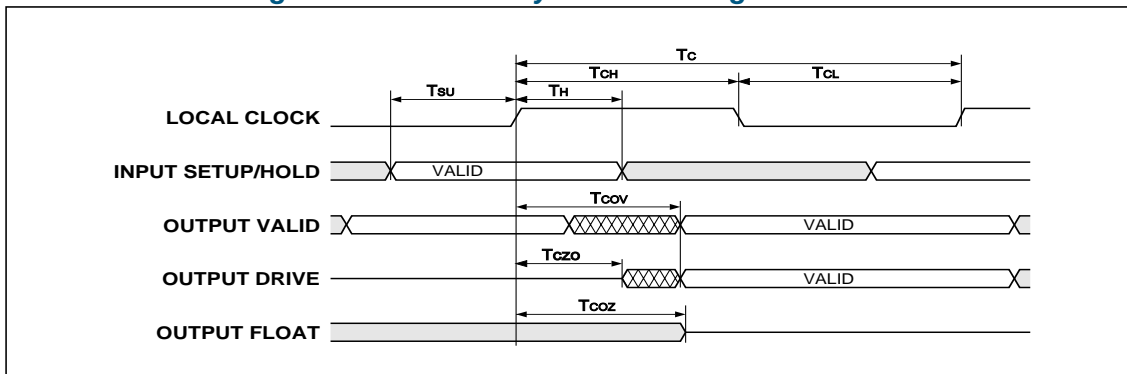 Tc
TCH
TCL
TSU
TH
LOCAL CLOCK
INPUT SETUP/HOLD
VALID
TCOV
OUTPUT VALID
VALID
TCZO
OUTPUT DRIVE
VALID
TCOZ
OUTPUT FLOAT